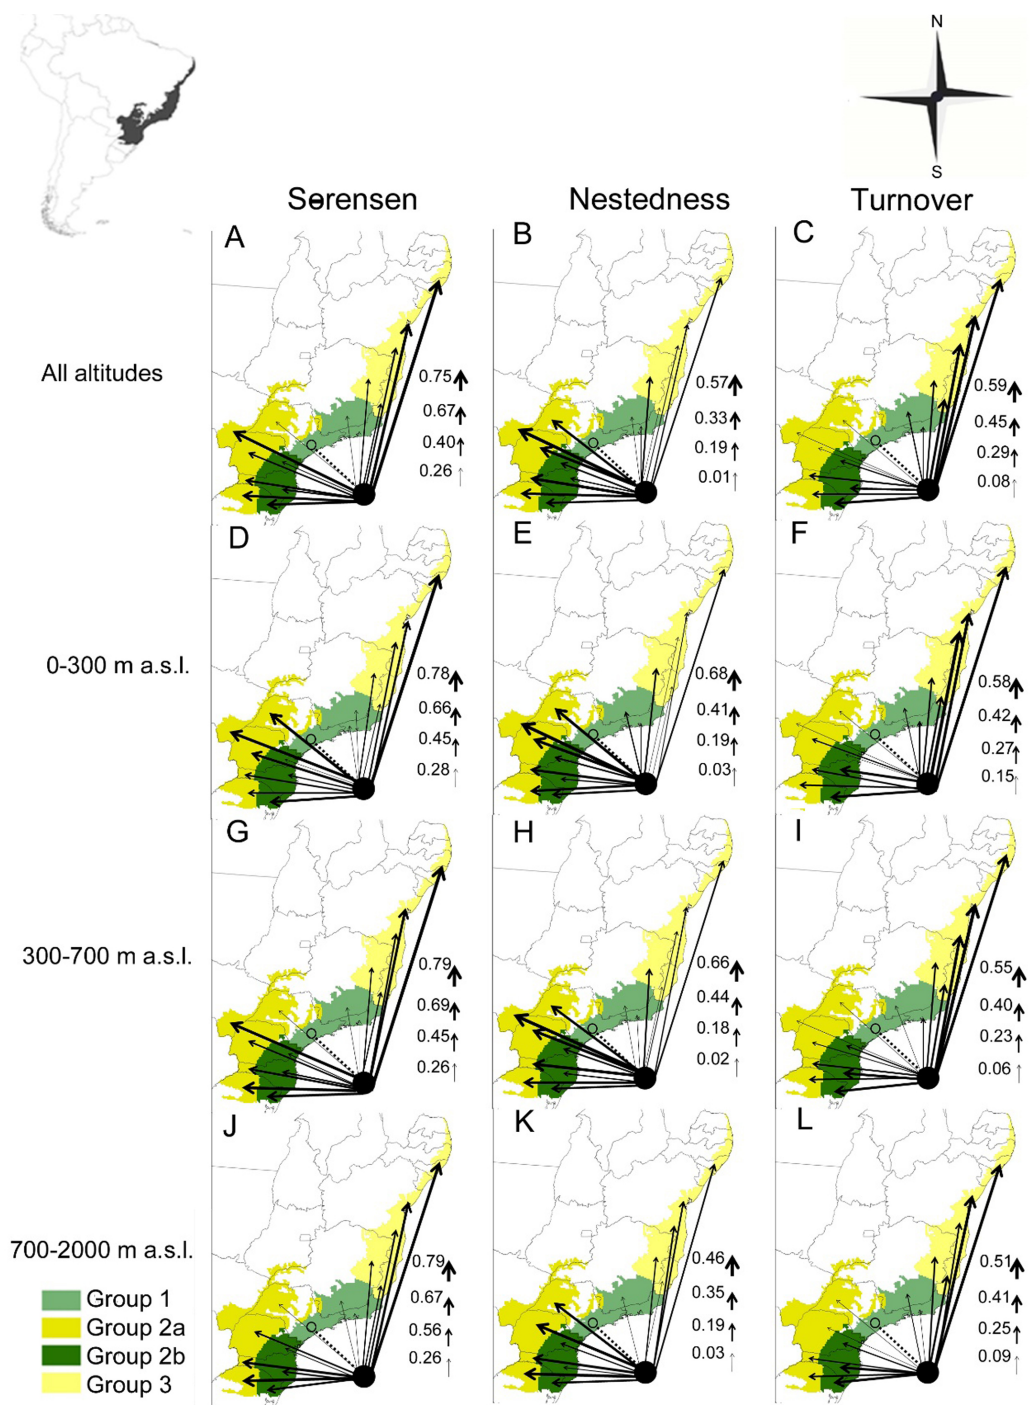 N
S
Sørensen Nestedness Turnover
A B C
All altitudes
0.75 0.57 0.59
0.67 0.33 0.45
0.40 0.19 0.29
0.26 0.01 0.08
D E F
0-300 m a.s.l.
0.78 0.68 0.58
0.66 0.41 0.42
0.45 0.19 0.27
0.28 0.03 0.15
G H I
300-700 m a.s.l.
0.79 0.66 0.55
0.69 0.44 0.40
0.45 0.18 0.23
0.26 0.02 0.06
J K L
700-2000 m a.s.l.
0.79 0.46 0.51
0.67 0.35 0.41
0.56 0.19 0.25
0.26 0.03 0.09
Group 1
Group 2a
Group 2b
Group 3